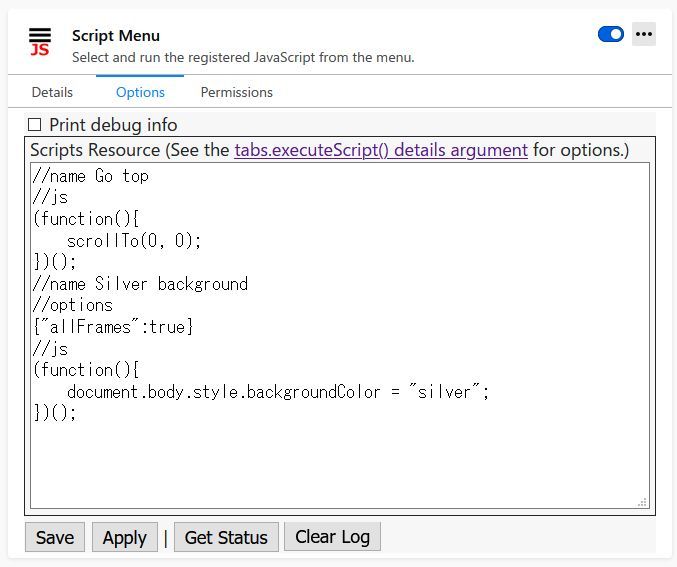 Script Menu
•••
JS
Select and run the registered JavaScript from the menu.
Details Options Permissions
Print debug info
Scripts Resource (See the tabs.executeScript() details argument for options.)
//name Go top
//js
(function(){
    scrollTo(0, 0);
})();
//name Silver background
//options
{"allFrames":true}
//js
(function(){
    document.body.style.backgroundColor = "silver";
})();
Save Apply | Get Status Clear Log